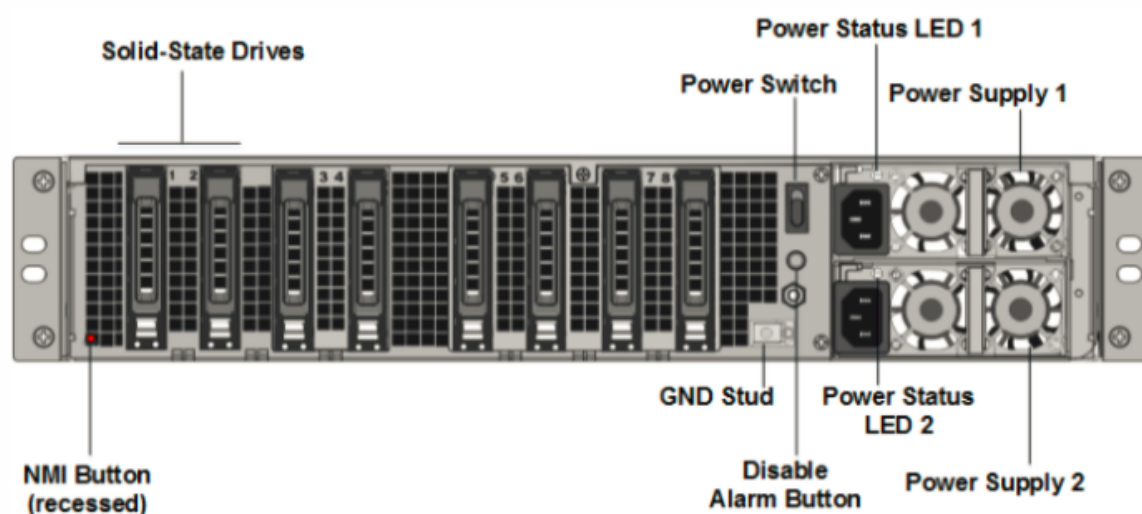 Power Status LED 1
Solid-State Drives
Power Switch
Power Supply 1
1 2
3 4
5 6
7 8
GND Stud
Power Status
LED 2
NMI Button
(recessed)
Disable
Alarm Button
Power Supply 2